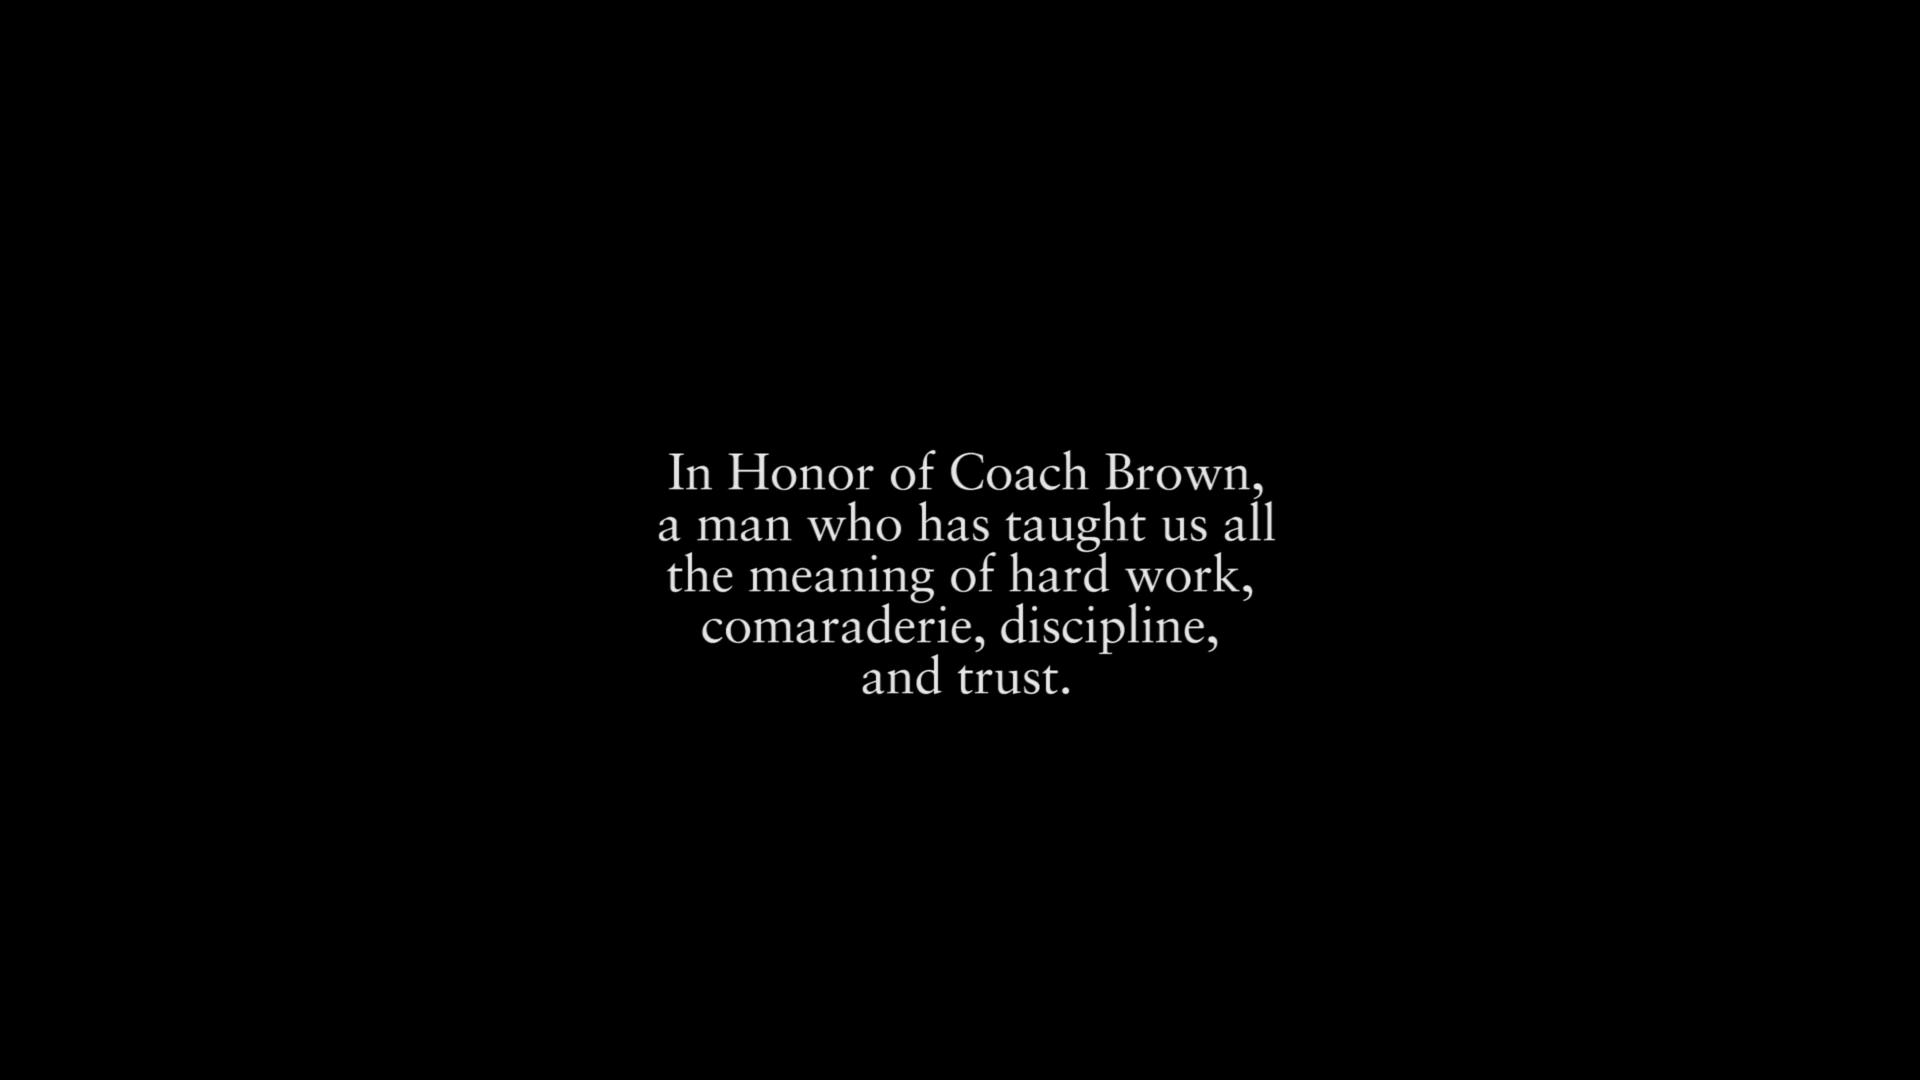 In Honor of Coach Brown,
a man who has taught us all
the meaning of hard work,
comaraderie, discipline,
and trust.